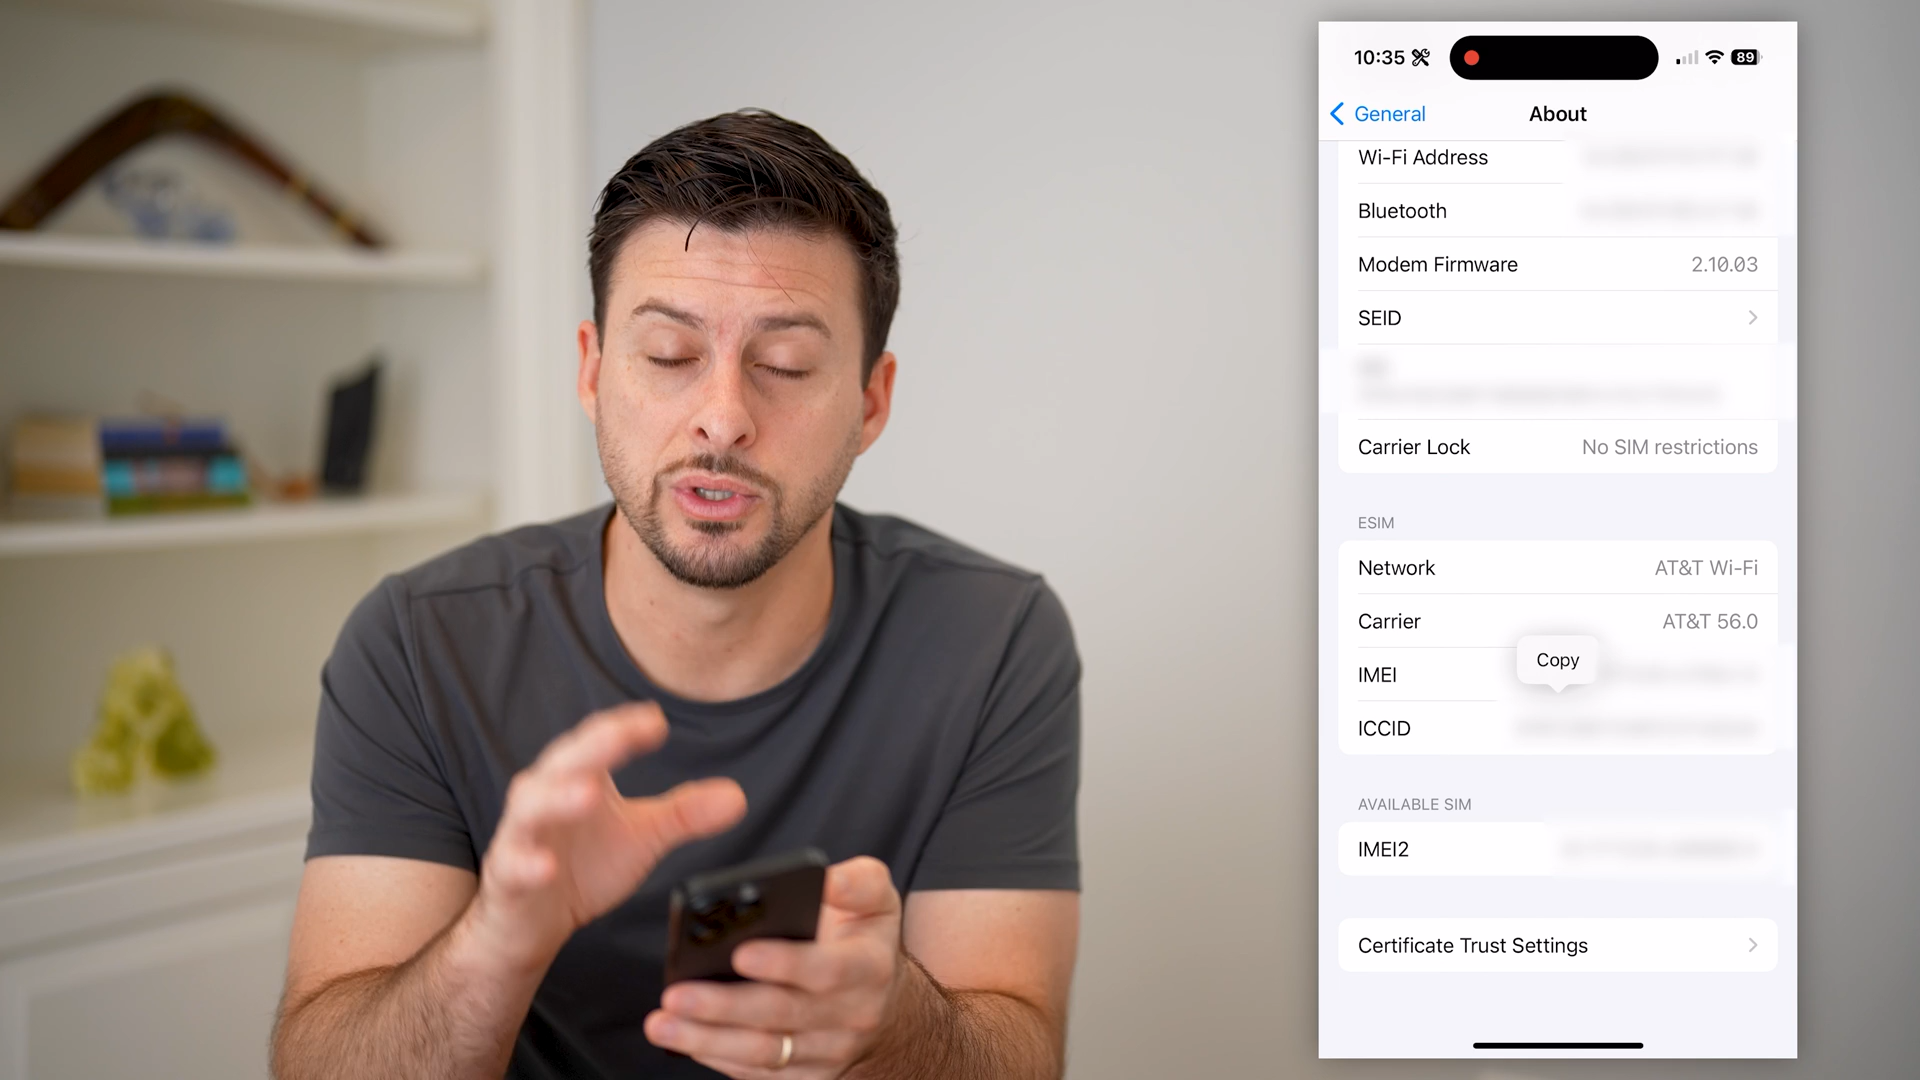 10:35
89
General
About
Wi-Fi Address
Bluetooth
Modem Firmware 2.10.03
SEID
Carrier Lock No SIM restrictions
ESIM
Network AT&T Wi-Fi
Carrier AT&T 56.0
Copy
IMEI
ICCID
AVAILABLE SIM
IMEI2
Certificate Trust Settings